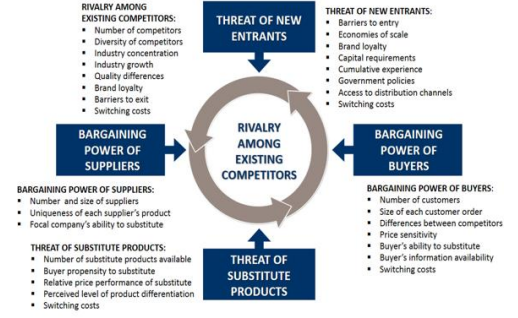 RIVALRY AMONG
EXISTING COMPETITORS:
▪ Number of competitors
▪ Diversity of competitors
▪ Industry concentration
▪ Industry growth
▪ Quality differences
▪ Brand loyalty
▪ Barriers to exit
▪ Switching costs
THREAT OF NEW
ENTRANTS
THREAT OF NEW ENTRANTS:
▪ Barriers to entry
▪ Economies of scale
▪ Brand loyalty
▪ Capital requirements
▪ Cumulative experience
▪ Government policies
▪ Access to distribution channels
▪ Switching costs
BARGAINING
POWER OF
SUPPLIERS
RIVALRY
AMONG
EXISTING
COMPETITORS
BARGAINING
POWER OF
BUYERS
BARGAINING POWER OF SUPPLIERS:
▪ Number and size of suppliers
▪ Uniqueness of each supplier's product
▪ Focal company's ability to substitute
BARGAINING POWER OF BUYERS:
▪ Number of customers
▪ Size of each customer order
▪ Differences between competitors
▪ Price sensitivity
▪ Buyer's ability to substitute
▪ Buyer's information availability
▪ Switching costs
THREAT OF SUBSTITUTE PRODUCTS:
▪ Number of substitute products available
▪ Buyer propensity to substitute
▪ Relative price performance of substitute
▪ Perceived level of product differentiation
▪ Switching costs
THREAT OF
SUBSTITUTE
PRODUCTS